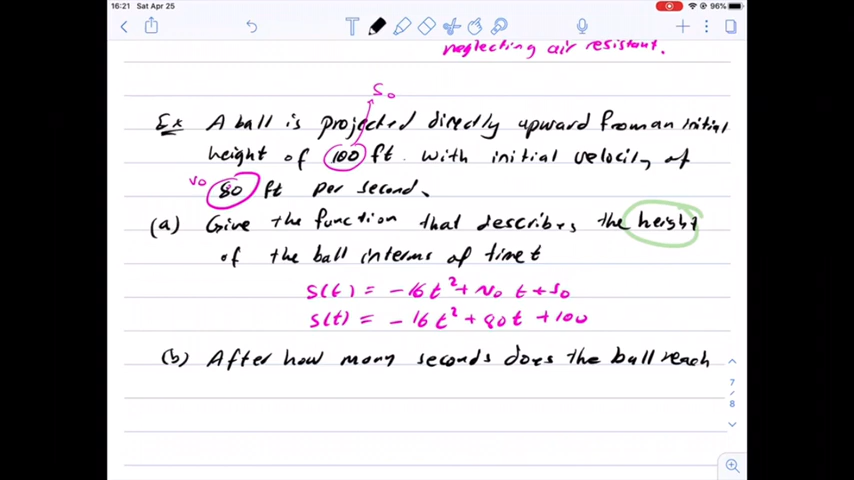 16:21 Sat Apr 25
96%
neglecting air resistant.
S0
Ex A ball is projected directly upward from an initial
height of 100 ft. with initial velocity of
v0 80 ft per second.
(a) Give the function that describes the height
of the ball interms of time t
s(t) = -16t² + v0 t + s0
s(t) = -16t² + 80t + 100
(b) After how many seconds does the ball reach
7
/
8